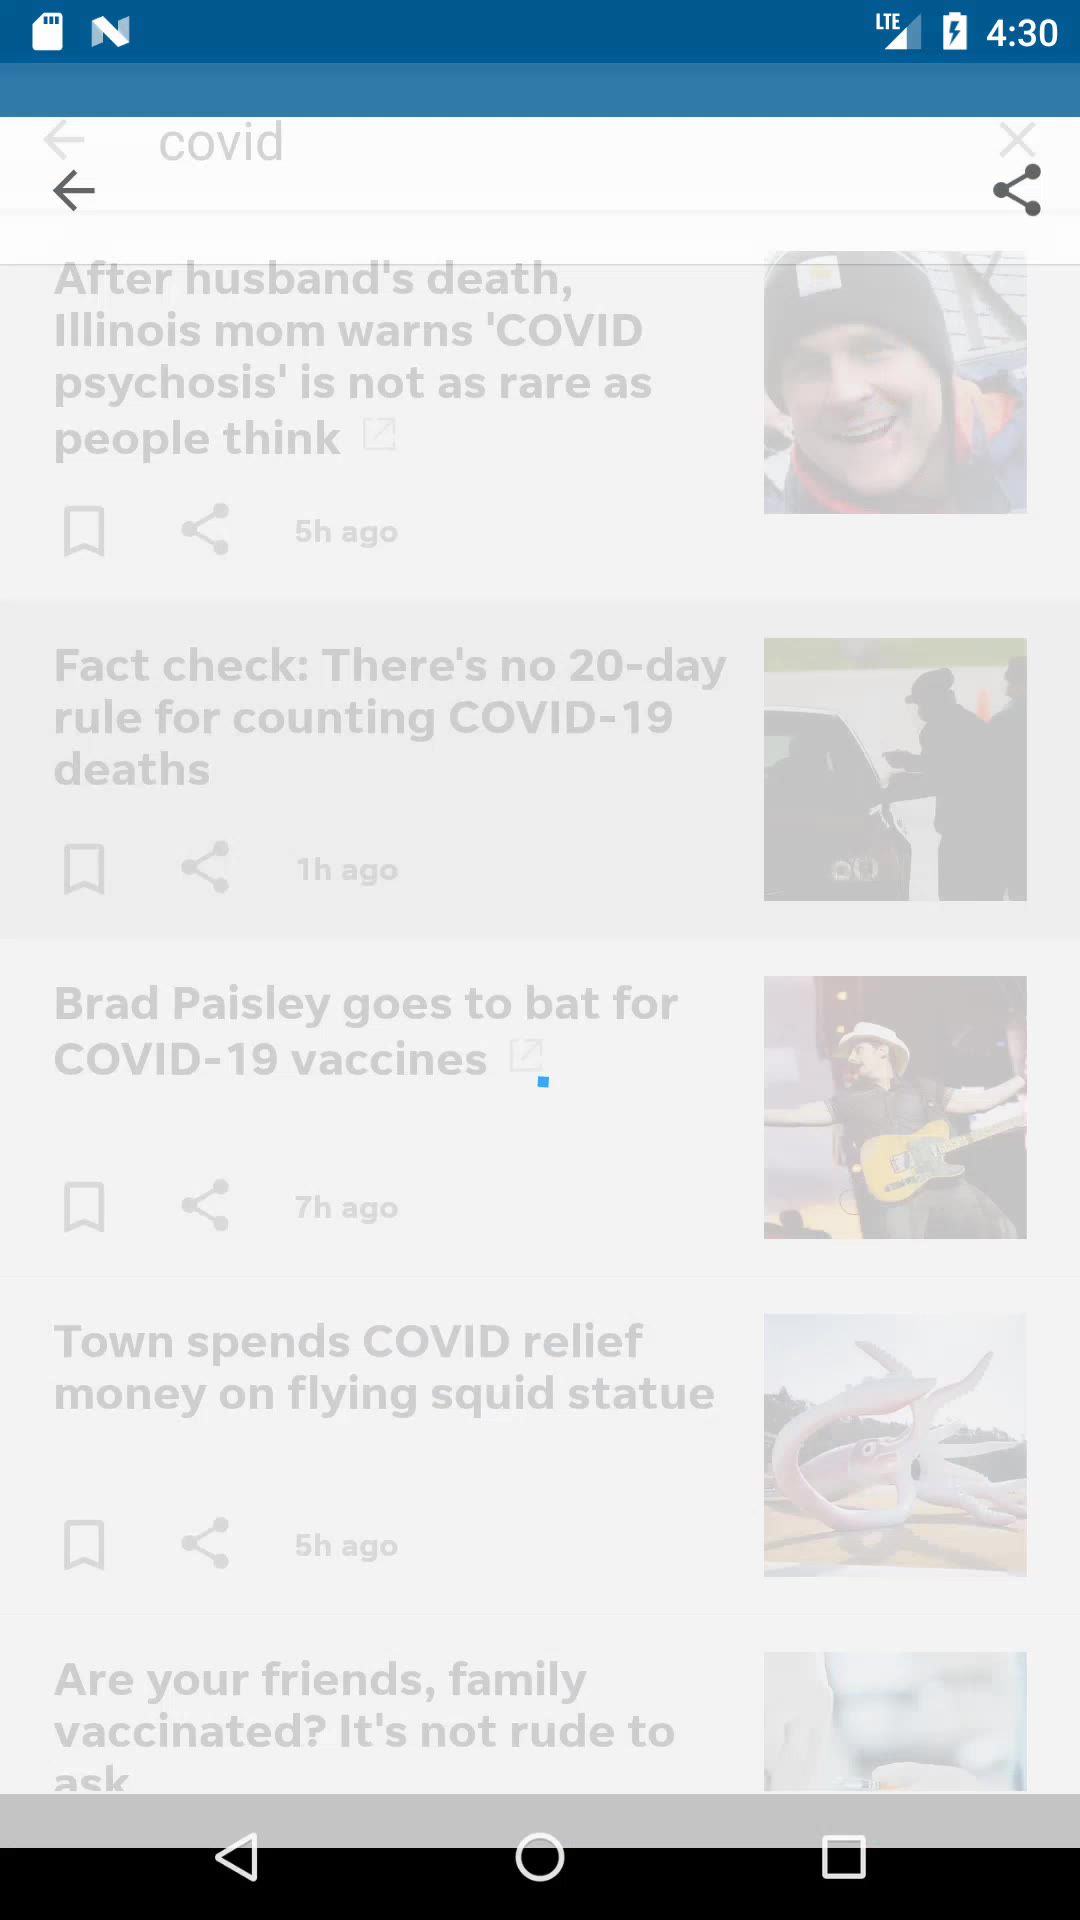 LTE 4:30
covid
After husband's death,
Illinois mom warns 'COVID
psychosis' is not as rare as
people think
5h ago
Fact check: There's no 20-day
rule for counting COVID-19
deaths
1h ago
Brad Paisley goes to bat for
COVID-19 vaccines
7h ago
Town spends COVID relief
money on flying squid statue
5h ago
Are your friends, family
vaccinated? It's not rude to
ask